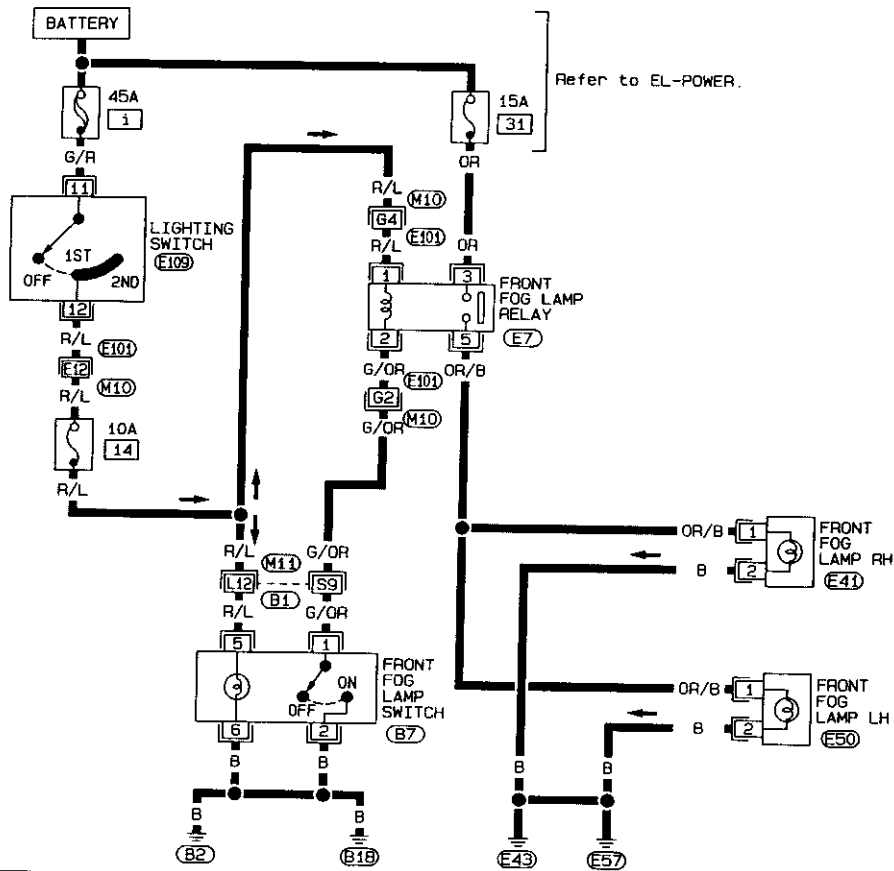 BATTERY
Refer to EL-POWER.
45A
i
15A
31
G/R
OR
11
R/L
M10
G4
LIGHTING
SWITCH
E109
OFF
1ST
2ND
E101
R/L
OR
1
3
FRONT
FOG LAMP
RELAY
E7
12
2
5
R/L
E101
G/OR
E101
OR/B
E12
G2
R/L
M10
G/OR
M10
10A
14
R/L
R/L
G/OR
M11
L12
S9
B1
R/L
G/OR
OR/B
1
FRONT
FOG
LAMP RH
E41
B
2
5
1
FRONT
FOG
LAMP
SWITCH
B7
OFF
ON
6
2
OR/B
1
FRONT
FOG
LAMP LH
E50
B
2
B
B
B
B
B
B
B2
B18
E43
E57